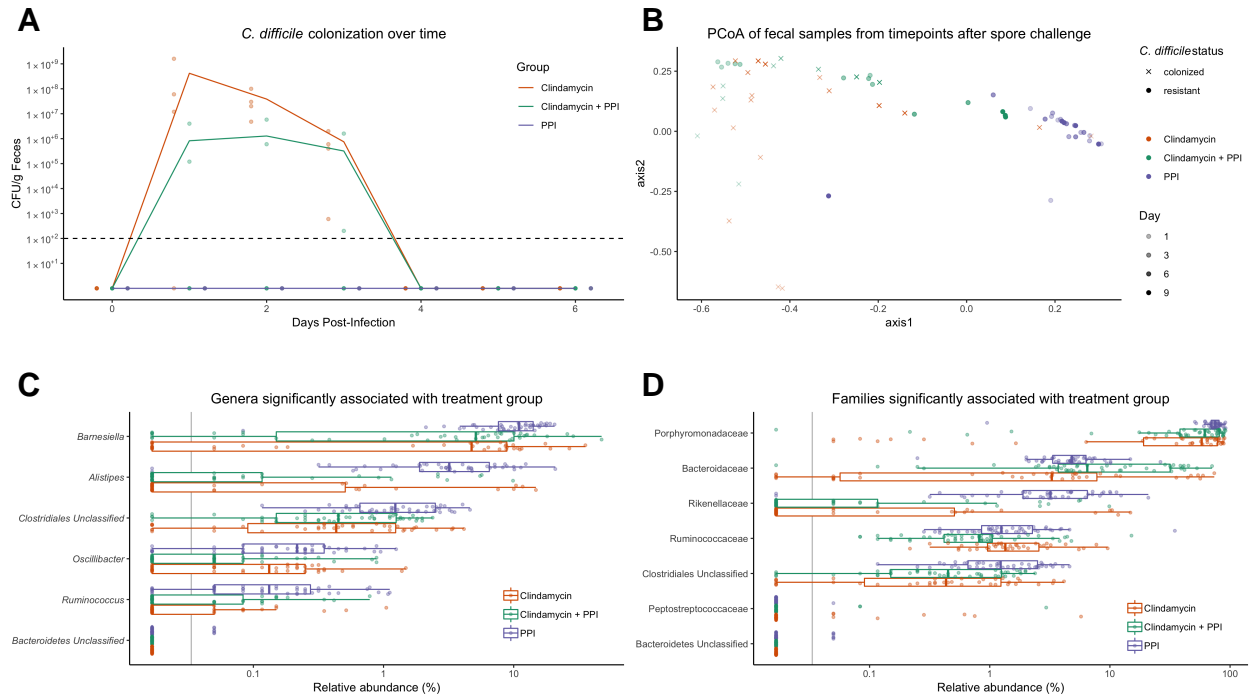 A
C. difficile colonization over time
CFU/g Feces
1 × 10⁺⁹
1 × 10⁺⁸
1 × 10⁺⁷
1 × 10⁺⁶
1 × 10⁺⁵
1 × 10⁺⁴
1 × 10⁺³
1 × 10⁺²
1 × 10⁺¹
0
2
4
6
Days Post-Infection
Group
Clindamycin
Clindamycin + PPI
PPI
B
PCoA of fecal samples from timepoints after spore challenge
axis2
0.25
0.00
-0.25
-0.50
-0.6
-0.4
-0.2
0.0
0.2
axis1
C. difficilestatus
colonized
resistant
Clindamycin
Clindamycin + PPI
PPI
Day
1
3
6
9
C
Genera significantly associated with treatment group
Barnesiella
Alistipes
Clostridiales Unclassified
Oscillibacter
Ruminococcus
Bacteroidetes Unclassified
0.1
1
10
Relative abundance (%)
Clindamycin
Clindamycin + PPI
PPI
D
Families significantly associated with treatment group
Porphyromonadaceae
Bacteroidaceae
Rikenellaceae
Ruminococcaceae
Clostridiales Unclassified
Peptostreptococcaceae
Bacteroidetes Unclassified
0.1
1
10
100
Relative abundance (%)
Clindamycin
Clindamycin + PPI
PPI